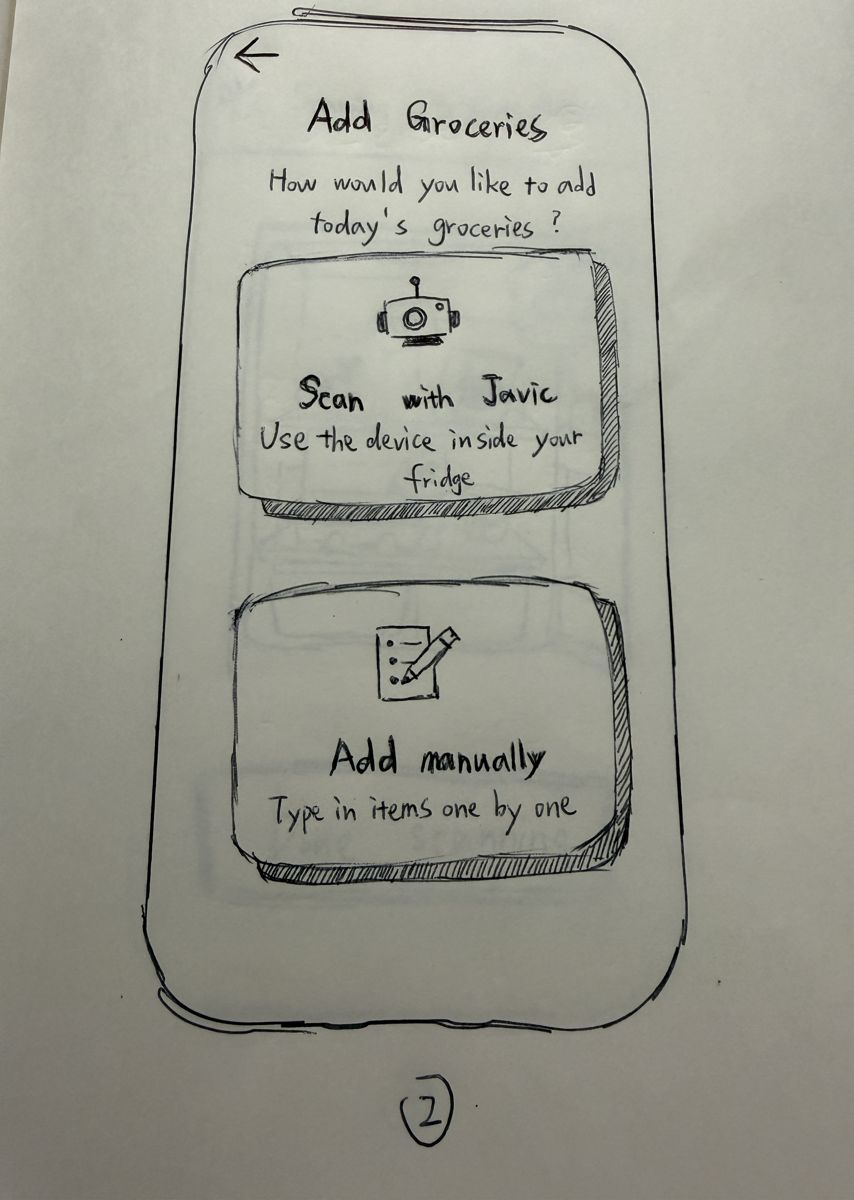 Add Groceries
How would you like to add
today's groceries ?
Scan with Javic
Use the device inside your
fridge
Add manually
Type in items one by one
2